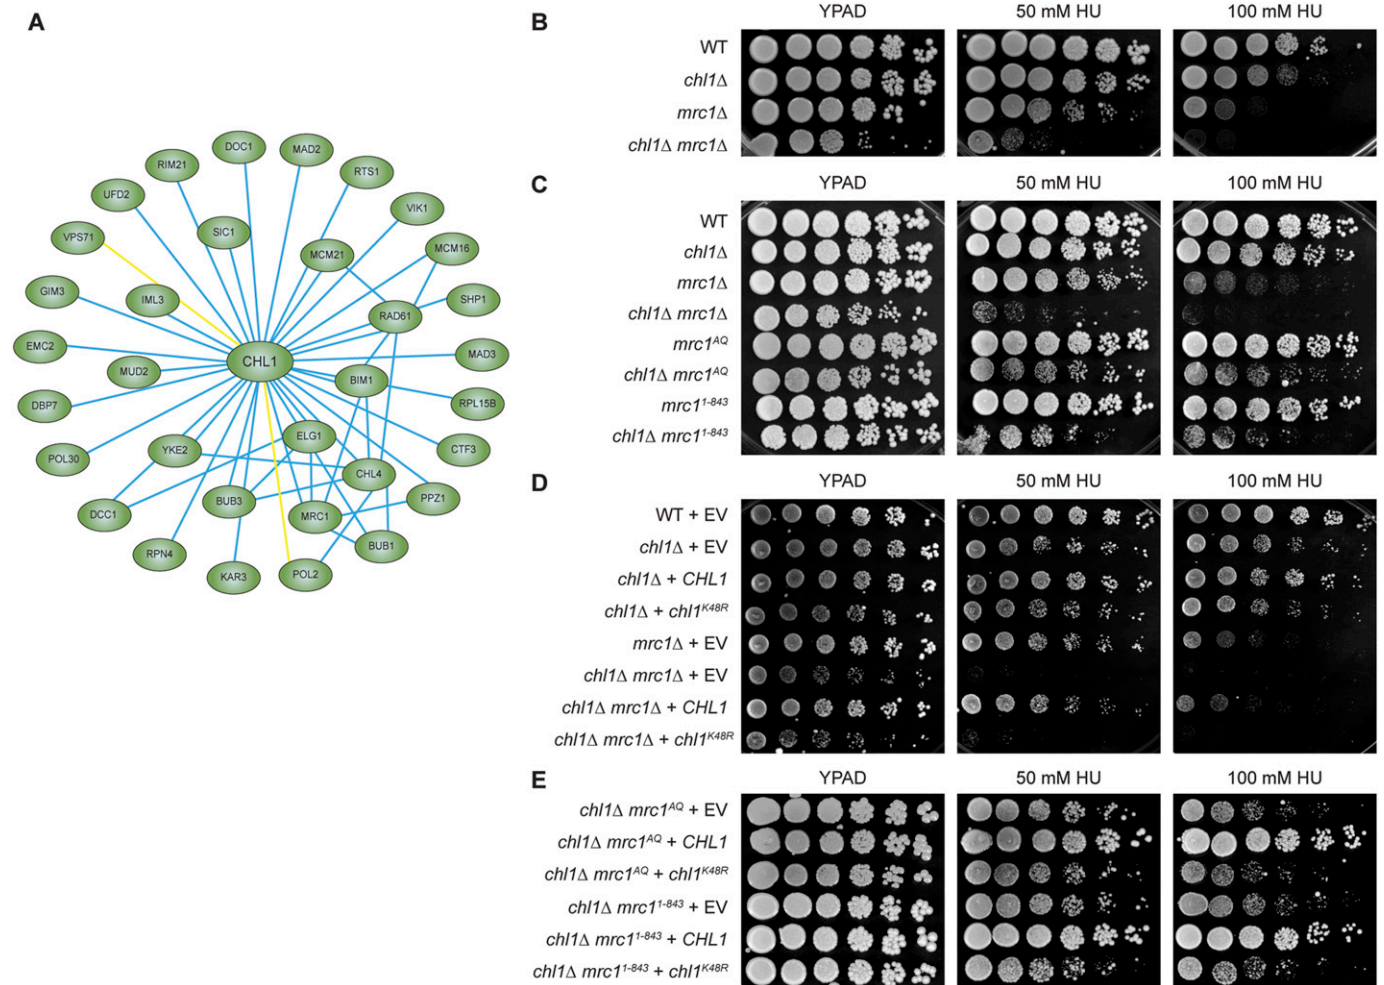 A
DOC1
MAD2
RIM21
RTS1
UFD2
VIK1
SIC1
VPS71
MCM21
MCM16
GIM3
IML3
SHP1
RAD61
EMC2
CHL1
MAD3
MUD2
BIM1
DBP7
RPL15B
ELG1
YKE2
CTF3
POL30
CHL4
BUB3
PPZ1
DCC1
MRC1
BUB1
RPN4
KAR3
POL2
B
YPAD 50 mM HU 100 mM HU
WT
chl1Δ
mrc1Δ
chl1Δ mrc1Δ
C
YPAD 50 mM HU 100 mM HU
WT
chl1Δ
mrc1Δ
chl1Δ mrc1Δ
mrc1ᴬQ
chl1Δ mrc1ᴬQ
mrc1¹⁻⁸⁴³
chl1Δ mrc1¹⁻⁸⁴³
D
YPAD 50 mM HU 100 mM HU
WT + EV
chl1Δ + EV
chl1Δ + CHL1
chl1Δ + chl1ᴷ⁴⁸ᴿ
mrc1Δ + EV
chl1Δ mrc1Δ + EV
chl1Δ mrc1Δ + CHL1
chl1Δ mrc1Δ + chl1ᴷ⁴⁸ᴿ
E
YPAD 50 mM HU 100 mM HU
chl1Δ mrc1ᴬQ + EV
chl1Δ mrc1ᴬQ + CHL1
chl1Δ mrc1ᴬQ + chl1ᴷ⁴⁸ᴿ
chl1Δ mrc1¹⁻⁸⁴³ + EV
chl1Δ mrc1¹⁻⁸⁴³ + CHL1
chl1Δ mrc1¹⁻⁸⁴³ + chl1ᴷ⁴⁸ᴿ